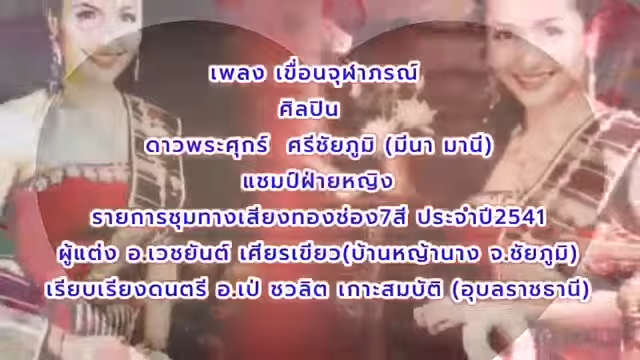 เพลง เขื่อนจุฬาภรณ์
ศิลปิน
ดาวพระศุกร์ ศรีชัยภูมิ (มีนา มานี)
แชมป์ฝ่ายหญิง
รายการชุมทางเสียงทองช่อง7สี ประจำปี2541
ผู้แต่ง อ.เวชยันต์ เศียรเขียว(บ้านหญ้านาง จ.ชัยภูมิ)
เรียบเรียงดนตรี อ.เป๋ ชวลิต เกาะสมบัติ (อุบลราชธานี)